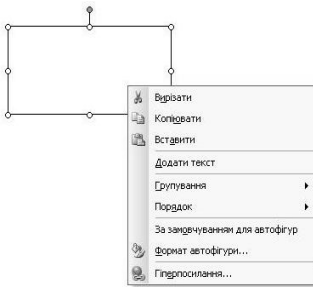 Вирізати
Копіювати
Вставити
Додати текст
Групування
Порядок
За замовчуванням для автофігур
Формат автофігури...
Гіперпосилання...